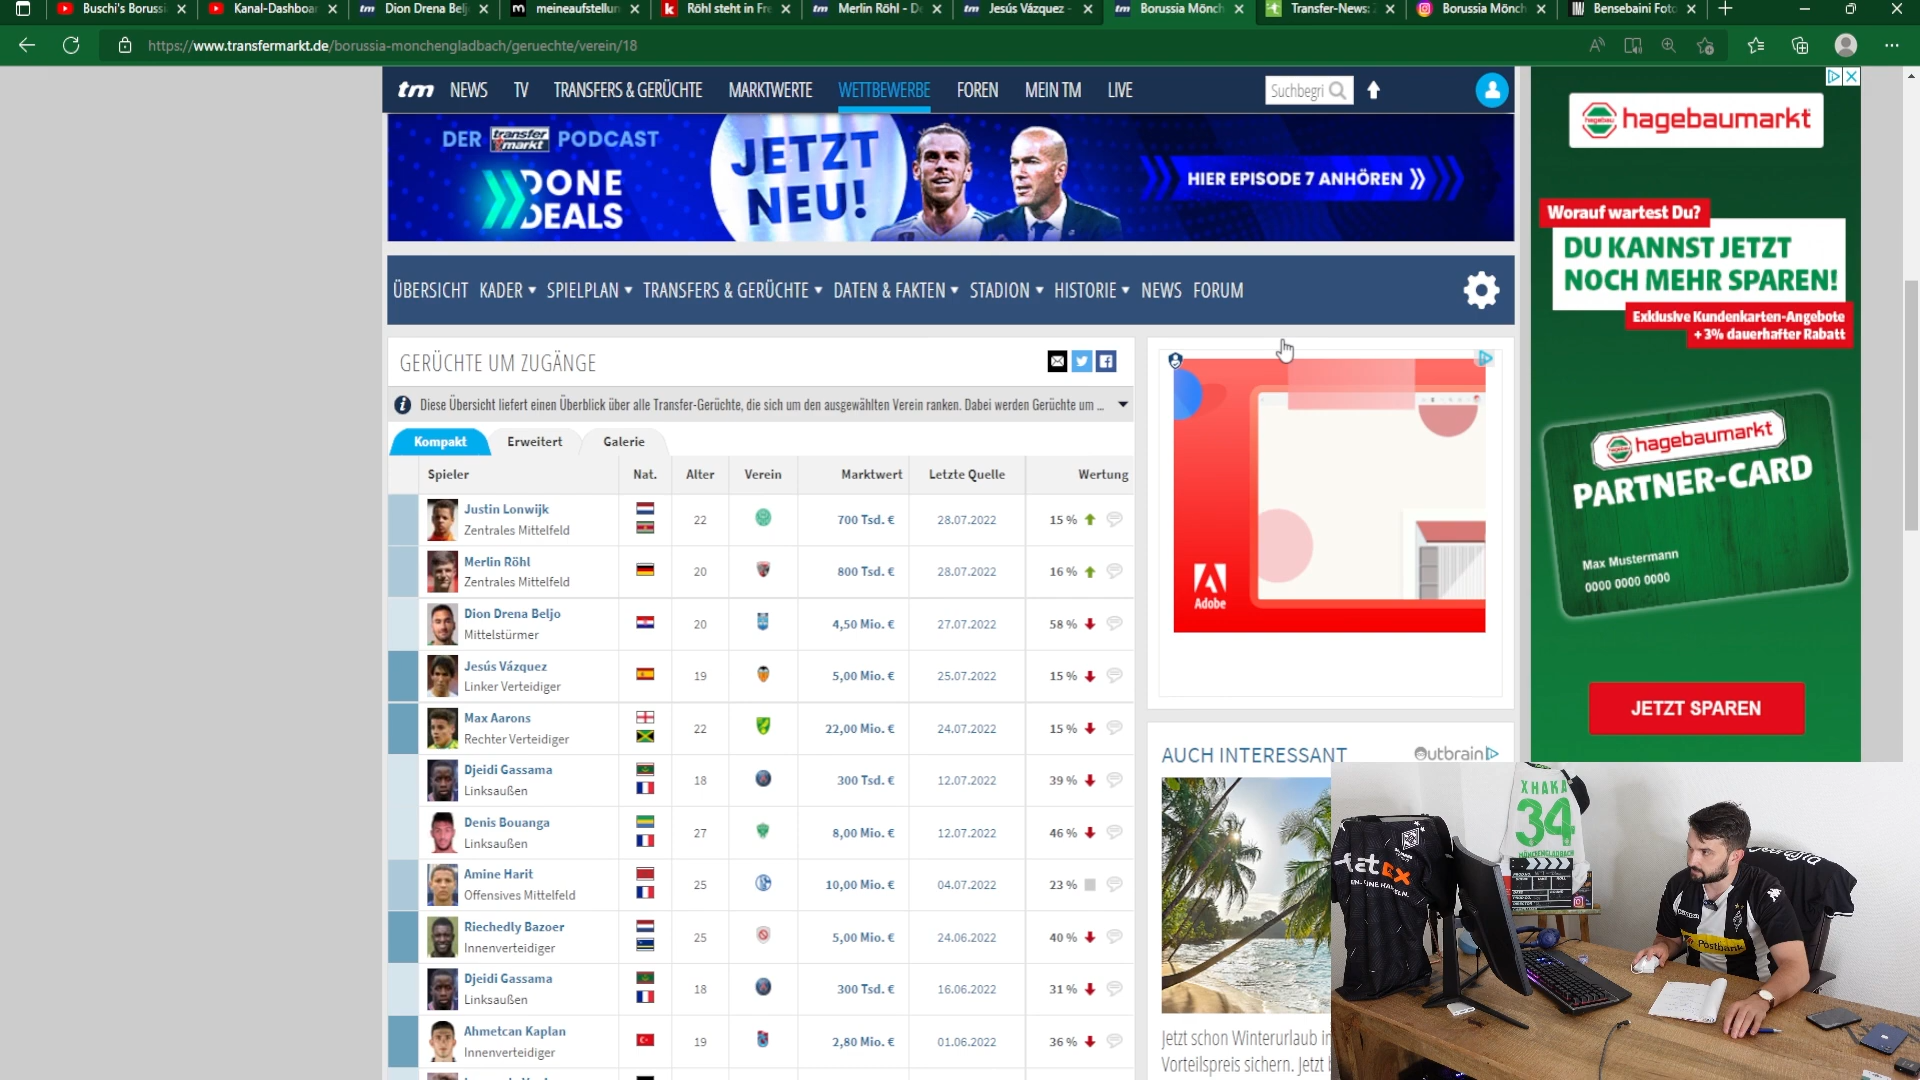 Buschi's Boruss
Kanal-Dashboa
Dion Drena Bel
meineaufstellun
Röhl steht in Fr
Merlin Röhl - D
Jesús Vázquez -
Borussia Mönch
Transfer-News:
Borussia Mönch
Bensebaini Foto
https://www.transfermarkt.de/borussia-monchengladbach/geruechte/verein/18
tm NEWS TV TRANSFERS & GERÜCHTE MARKTWERTE WETTBEWERBE FOREN MEIN TM LIVE Suchbegri
DER transfermarkt PODCAST
DONE DEALS
JETZT NEU!
HIER EPISODE 7 ANHÖREN
ÜBERSICHT KADER SPIELPLAN TRANSFERS & GERÜCHTE DATEN & FAKTEN STADION HISTORIE NEWS FORUM
GERÜCHTE UM ZUGÄNGE
Diese Übersicht liefert einen Überblick über alle Transfer-Gerüchte, die sich um den ausgewählten Verein ranken. Dabei werden Gerüchte um ...
Kompakt Erweitert Galerie
Spieler Nat. Alter Verein Marktwert Letzte Quelle Wertung
Justin Lonwijk
Zentrales Mittelfeld
22 700 Tsd. € 28.07.2022 15 %
Merlin Röhl
Zentrales Mittelfeld
20 800 Tsd. € 28.07.2022 16 %
Dion Drena Beljo
Mittelstürmer
20 4,50 Mio. € 27.07.2022 58 %
Jesús Vázquez
Linker Verteidiger
19 5,00 Mio. € 25.07.2022 15 %
Max Aarons
Rechter Verteidiger
22 22,00 Mio. € 24.07.2022 15 %
Djeidi Gassama
Linksaußen
18 300 Tsd. € 12.07.2022 39 %
Denis Bouanga
Linksaußen
27 8,00 Mio. € 12.07.2022 46 %
Amine Harit
Offensives Mittelfeld
25 10,00 Mio. € 04.07.2022 23 %
Riechedly Bazoer
Innenverteidiger
25 5,00 Mio. € 24.06.2022 40 %
Djeidi Gassama
Linksaußen
18 300 Tsd. € 16.06.2022 31 %
Ahmetcan Kaplan
Innenverteidiger
19 2,80 Mio. € 01.06.2022 36 %
Adobe
AUCH INTERESSANT
Outbrain
Jetzt schon Winterurlaub in
Vorteilspreis sichern. Jetzt
hagebaumarkt
Worauf wartest Du?
DU KANNST JETZT
NOCH MEHR SPAREN!
Exklusive Kundenkarten-Angebote
+ 3% dauerhafter Rabatt
hagebaumarkt
PARTNER-CARD
Max Mustermann
0000 0000 0000
JETZT SPAREN
XHAKA
34
MÖNCHENGLADBACH
Postbank